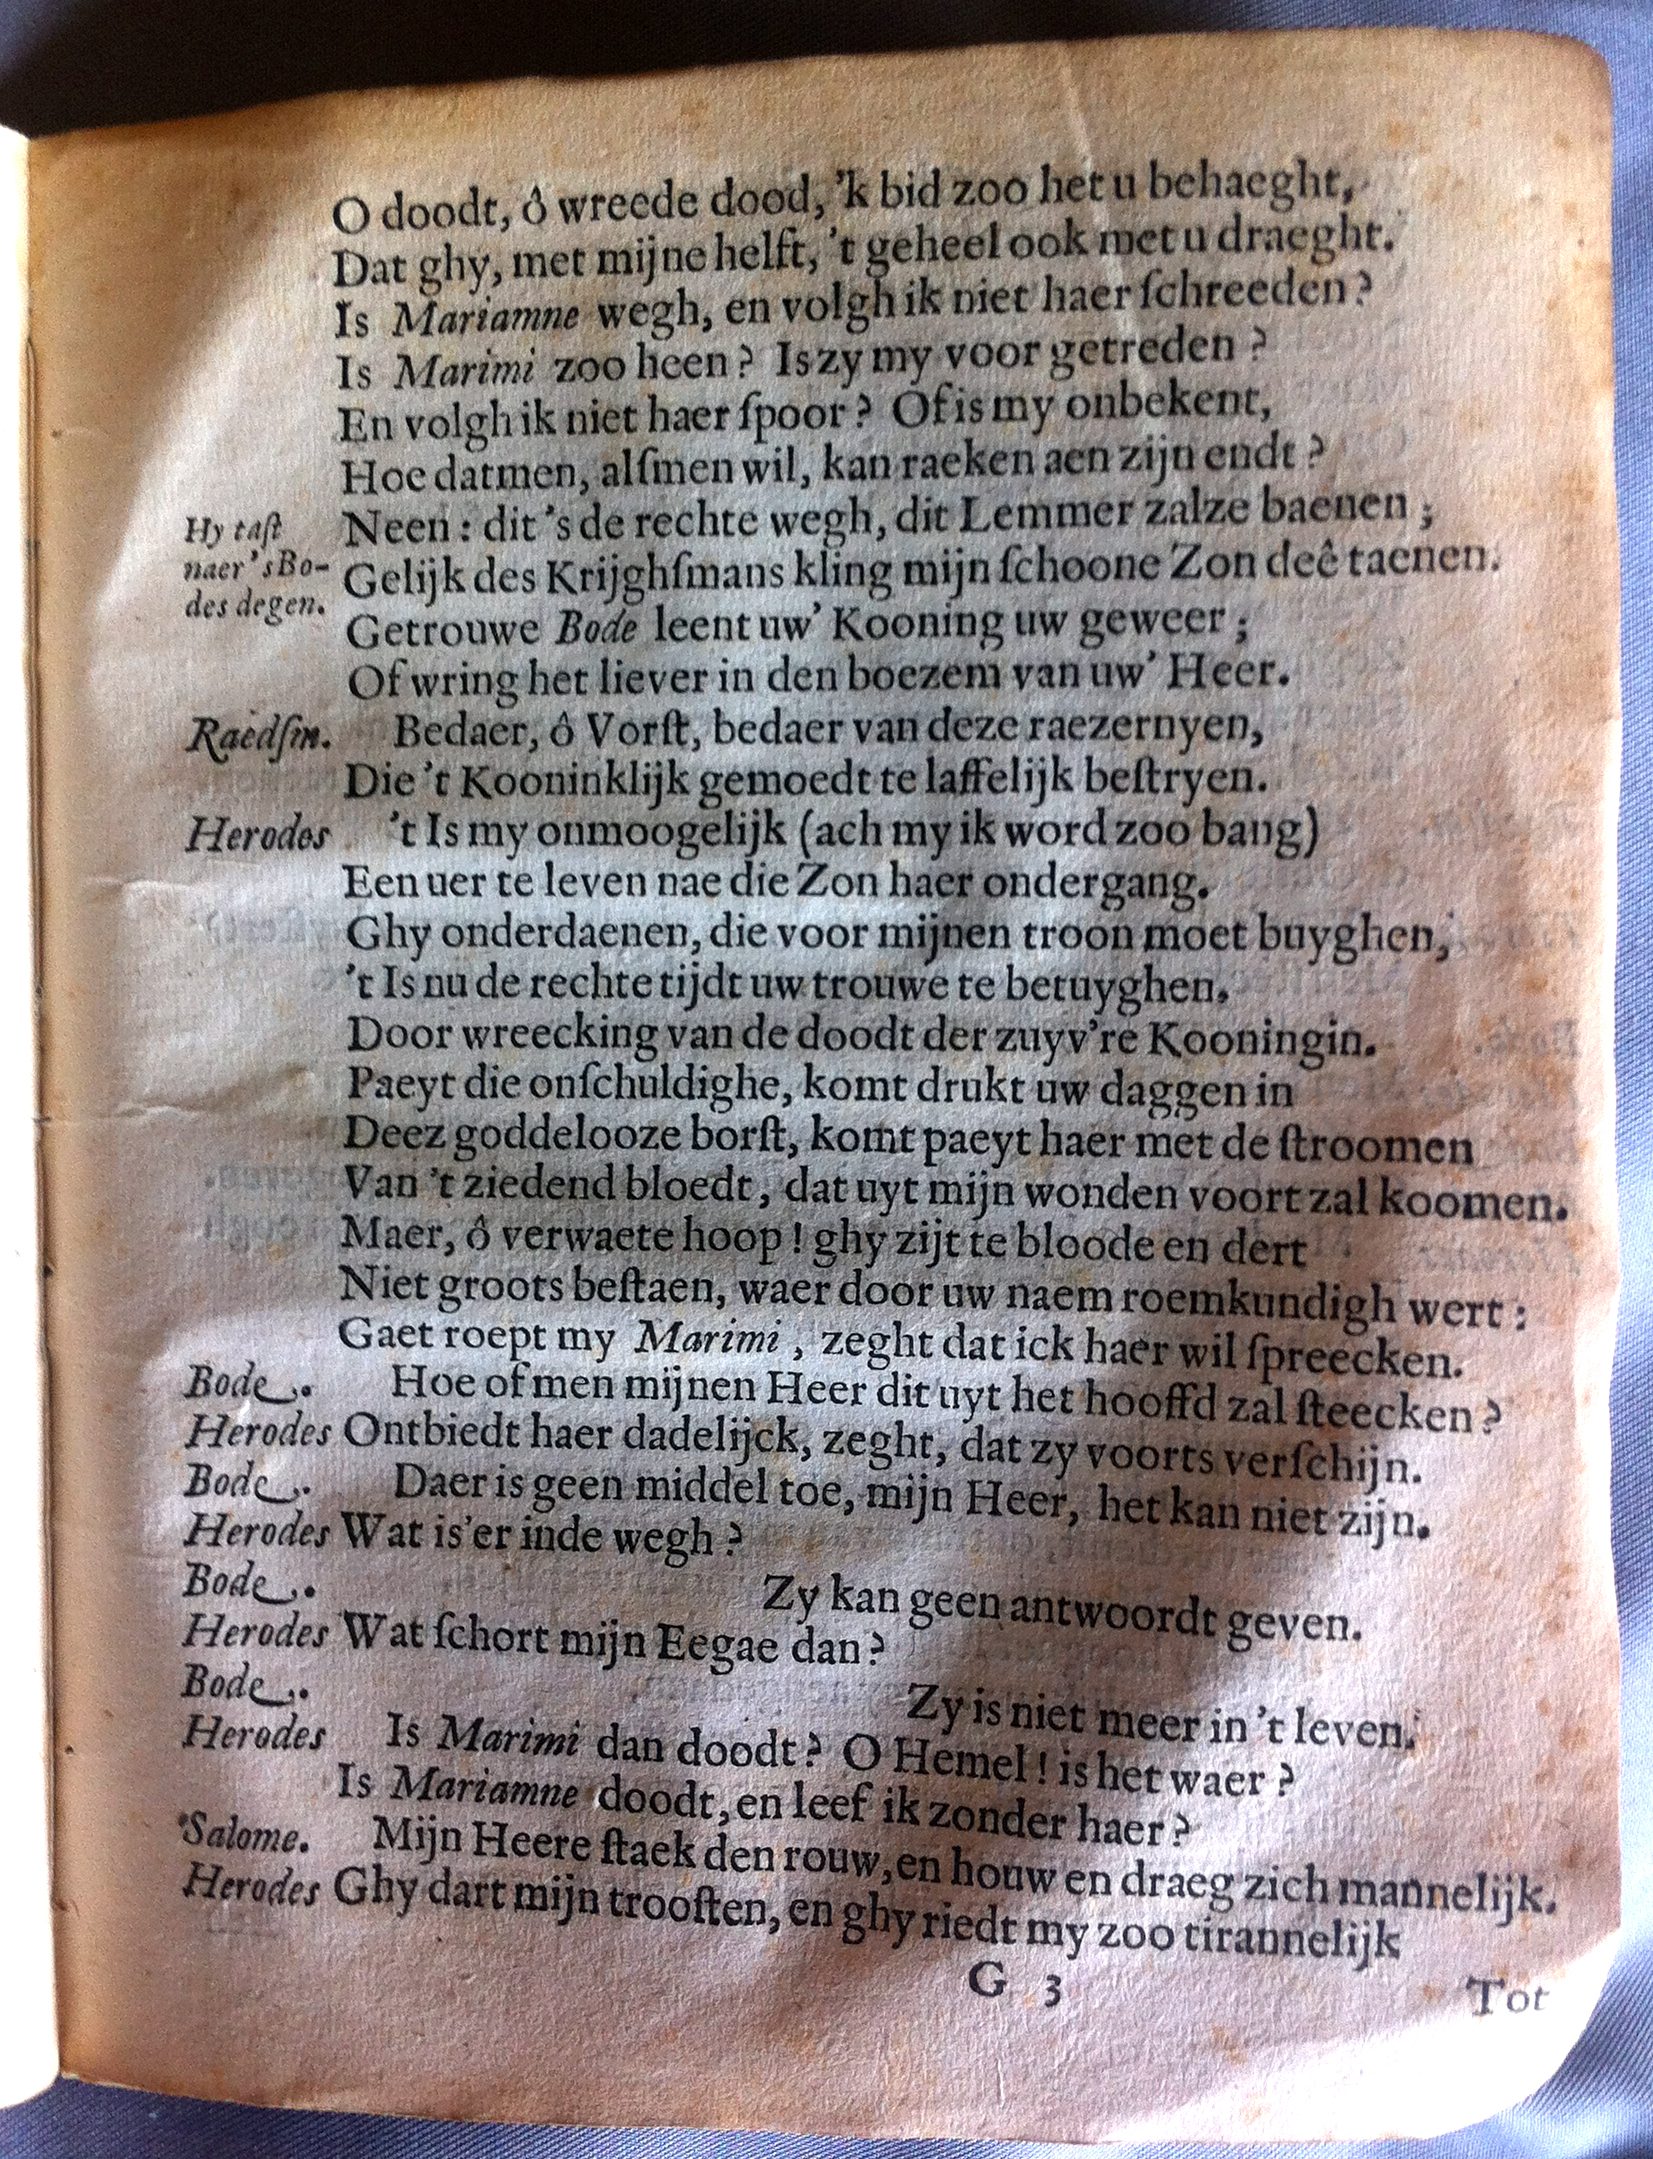 O doodt, ô wreede dood, 'k bid zoo het u behaeght,
Dat ghy, met mijne helft, 't geheel ook met u draeght.
Is Mariamne wegh, en volgh ik niet haer ſchreeden?
Is Marimi zoo heen? Is zy my voor getreden?
En volgh ik niet haer ſpoor? Of is my onbekent,
Hoe datmen, alſmen wil, kan raeken aen zijn endt?
Hy taſt
naer 's Bo-
des degen.
Neen: dit 's de rechte wegh, dit Lemmer zalze baenen;
Gelijk des Krijghſmans kling mijn ſchoone Zon deê taenen.
Getrouwe Bode leent uw' Kooning uw geweer;
Of wring het liever in den boezem van uw' Heer.
Raedſm. Bedaer, ô Vorſt, bedaer van deze raezernyen,
Die 't Kooninklijk gemoedt te laffelijk beſtryen.
Herodes 't Is my onmoogelijk (ach my ik word zoo bang)
Een uer te leven nae die Zon haer ondergang.
Ghy onderdaenen, die voor mijnen troon moet buyghen,
't Is nu de rechte tijdt uw trouwe te betuyghen,
Door wreecking van de doodt der zuyv're Kooningin.
Paeyt die onſchuldighe, komt drukt uw daggen in
Deez goddelooze borſt, komt paeyt haer met de ſtroomen
Van 't ziedend bloedt, dat uyt mijn wonden voort zal koomen.
Maer, ô verwaete hoop! ghy zijt te bloode en dert
Niet groots beſtaen, waer door uw naem roemkundigh wert:
Gaet roept my Marimi, zeght dat ick haer wil ſpreecken.
Bode. Hoe of men mijnen Heer dit uyt het hooffd zal ſteecken?
Herodes Ontbiedt haer dadelijck, zeght, dat zy voorts verſchijn.
Bode. Daer is geen middel toe, mijn Heer, het kan niet zijn.
Herodes Wat is'er inde wegh?
Bode. Zy kan geen antwoordt geven.
Herodes Wat ſchort mijn Eegae dan?
Bode. Zy is niet meer in 't leven.
Herodes Is Marimi dan doodt? O Hemel! is het waer?
Is Mariamne doodt, en leef ik zonder haer?
Salome. Mijn Heere ſtaek den rouw, en houw en draeg zich mannelijk.
Herodes Ghy dart mijn trooſten, en ghy riedt my zoo tirannelijk
G 3
Tot